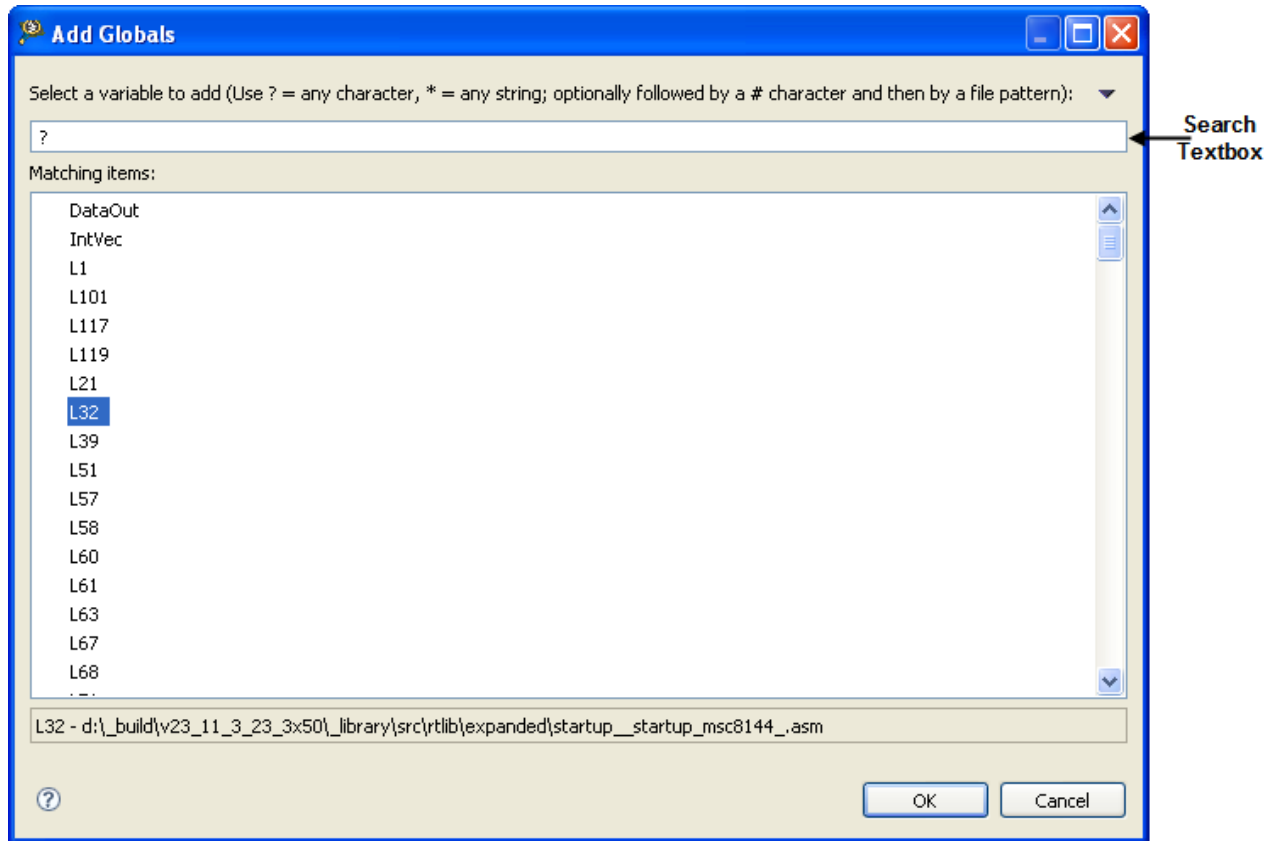 Add Globals
Select a variable to add (Use ? = any character, * = any string; optionally followed by a # character and then by a file pattern):
?
Search
Textbox
Matching items:
DataOut
IntVec
L1
L101
L117
L119
L21
L32
L39
L51
L57
L58
L60
L61
L63
L67
L68
L32 - d:\_build\v23_11_3_23_3x50\_library\src\rtlib\expanded\startup__startup_msc8144_.asm
?
OK
Cancel